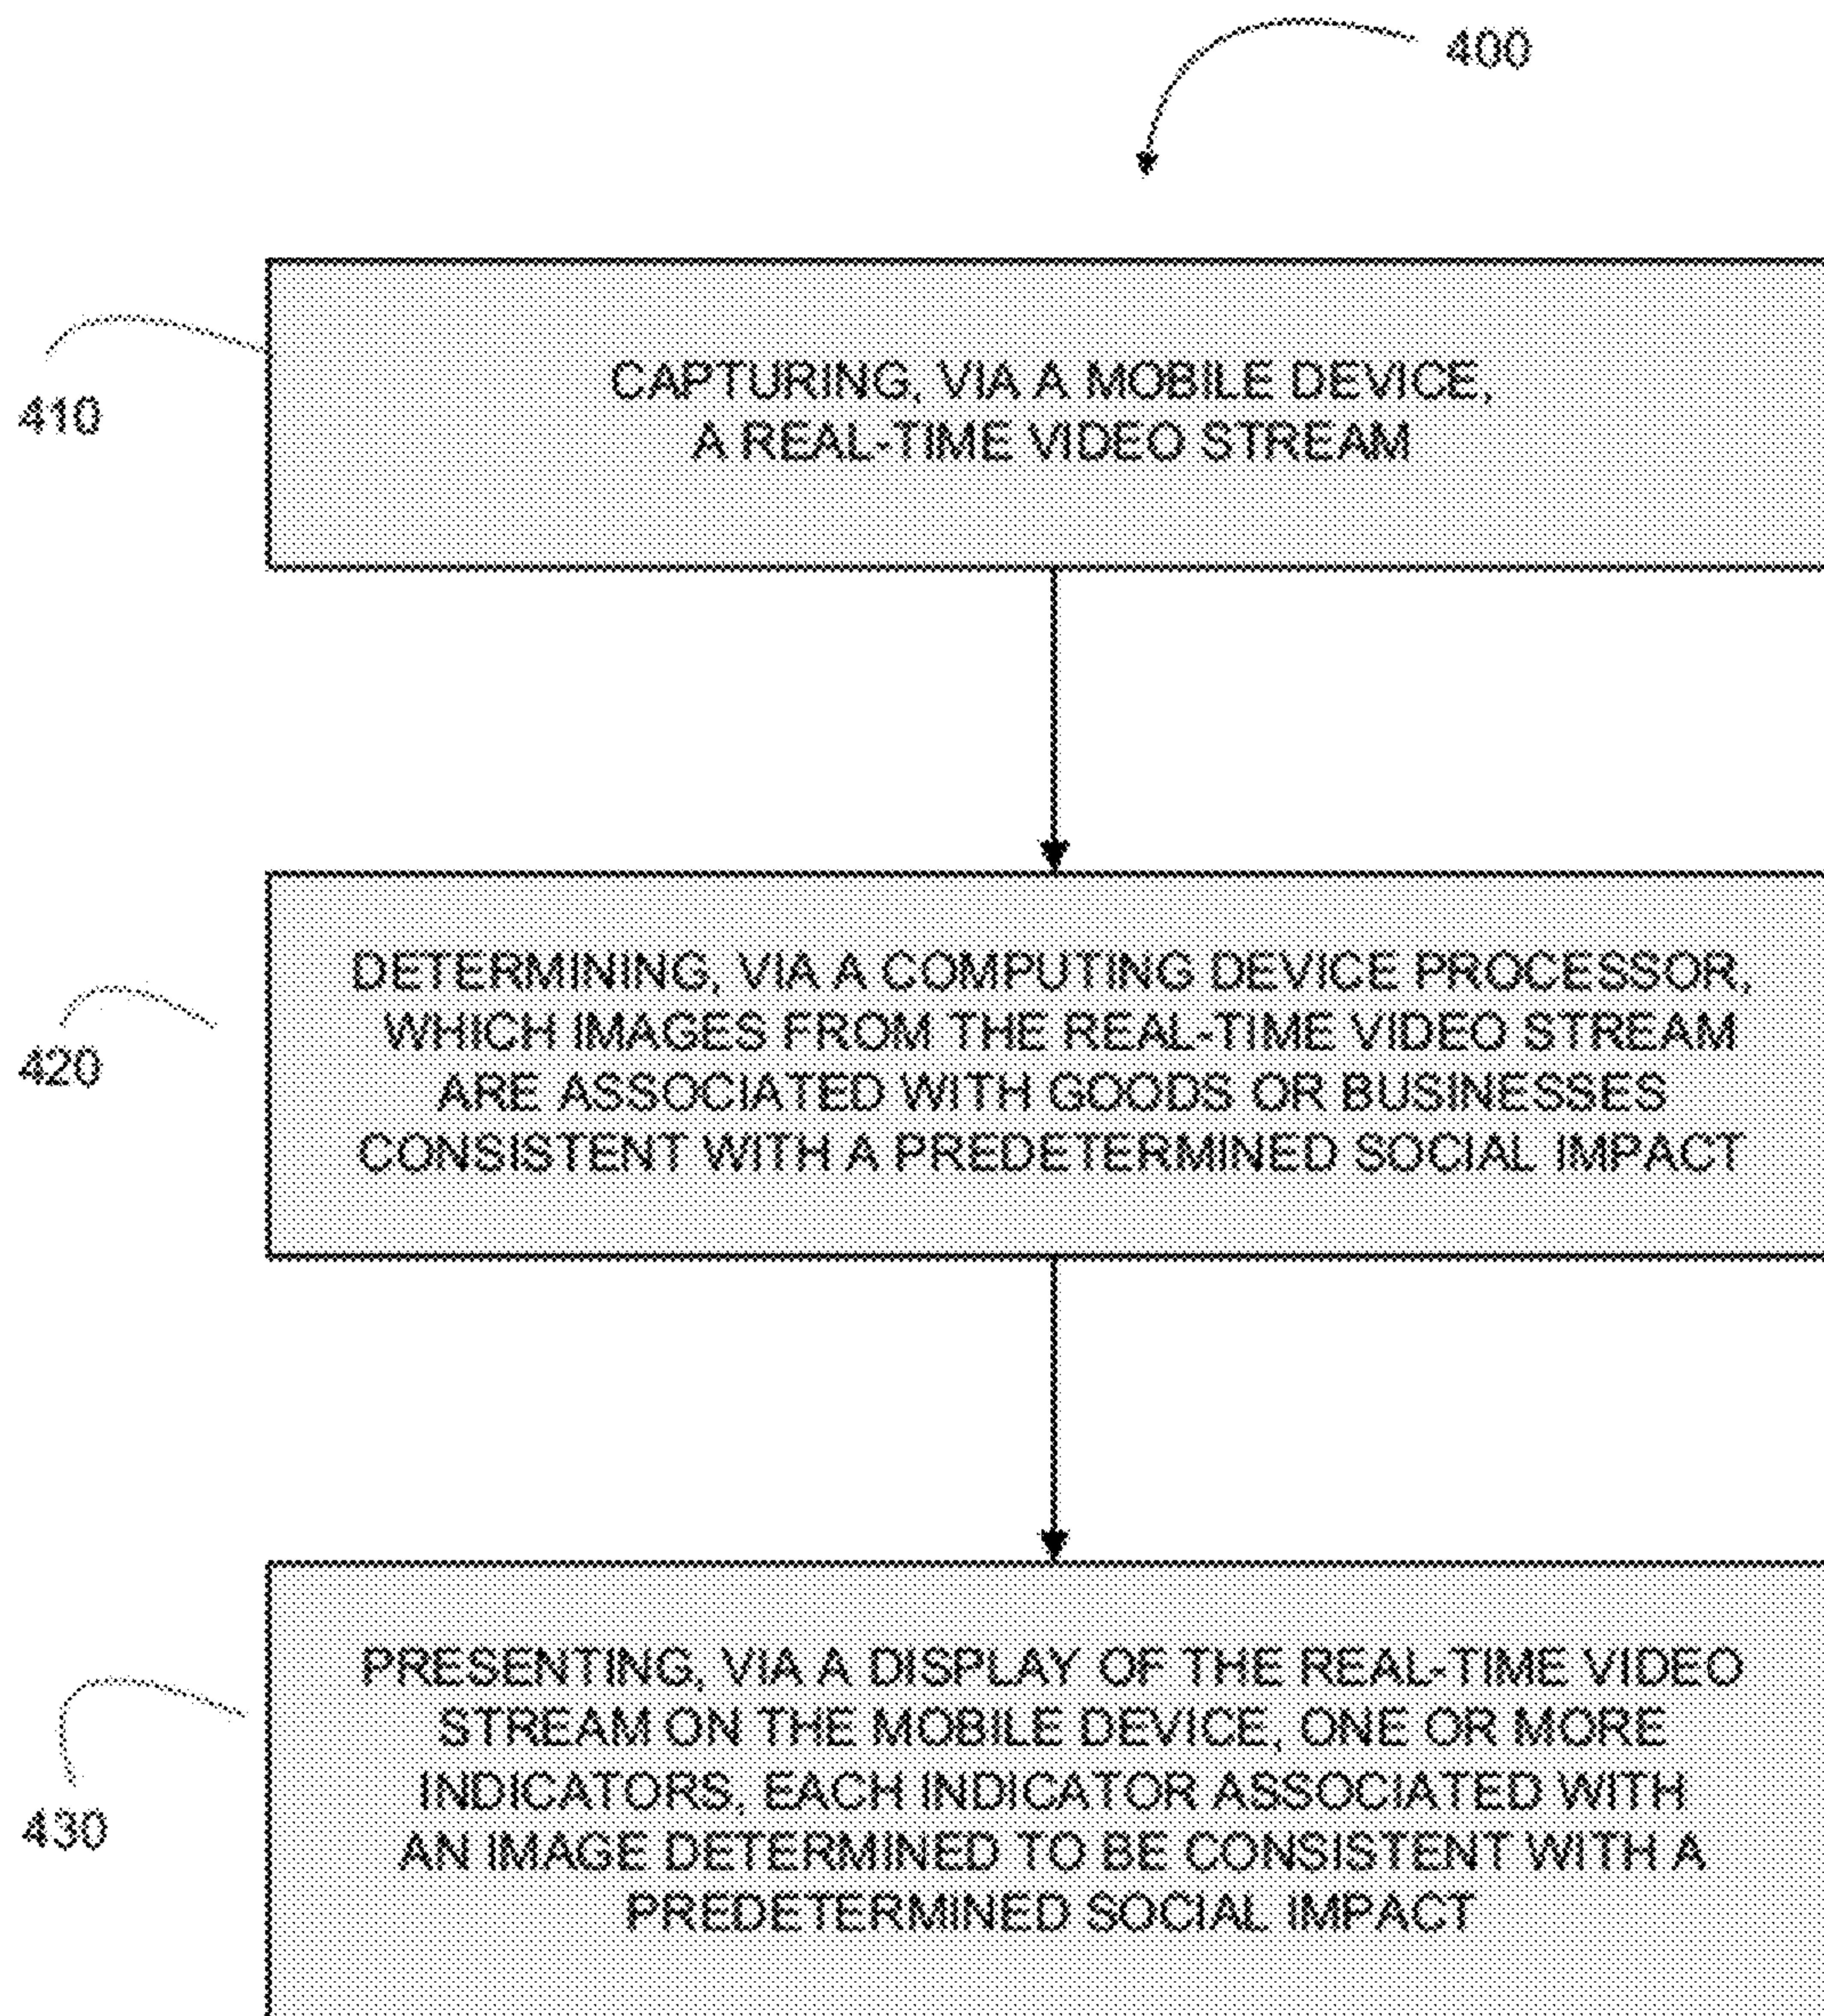 400
410
CAPTURING, VIA A MOBILE DEVICE,
A REAL-TIME VIDEO STREAM
420
DETERMINING, VIA A COMPUTING DEVICE PROCESSOR,
WHICH IMAGES FROM THE REAL-TIME VIDEO STREAM
ARE ASSOCIATED WITH GOODS OR BUSINESSES
CONSISTENT WITH A PREDETERMINED SOCIAL IMPACT
430
PRESENTING, VIA A DISPLAY OF THE REAL-TIME VIDEO
STREAM ON THE MOBILE DEVICE, ONE OR MORE
INDICATORS, EACH INDICATOR ASSOCIATED WITH
AN IMAGE DETERMINED TO BE CONSISTENT WITH A
PREDETERMINED SOCIAL IMPACT